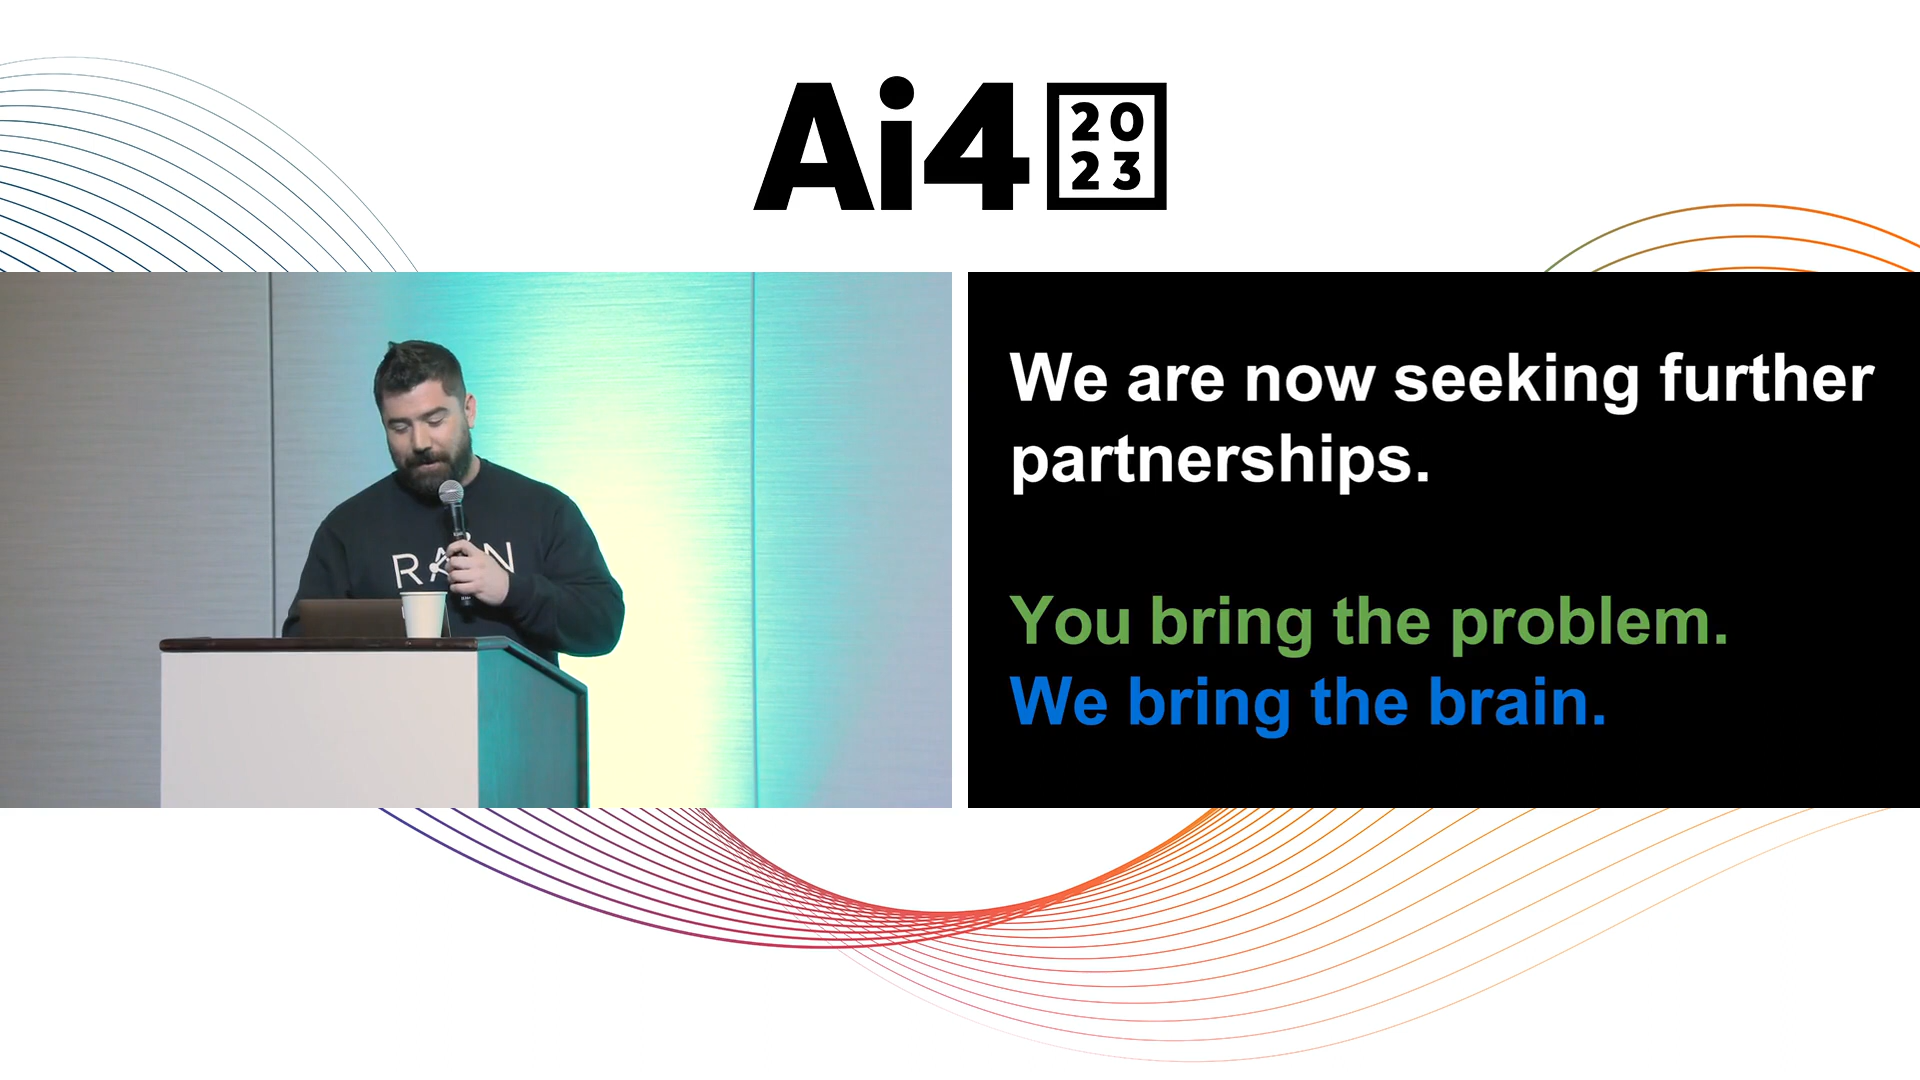 Ai4
20
23
We are now seeking further
partnerships.
You bring the problem.
We bring the brain.